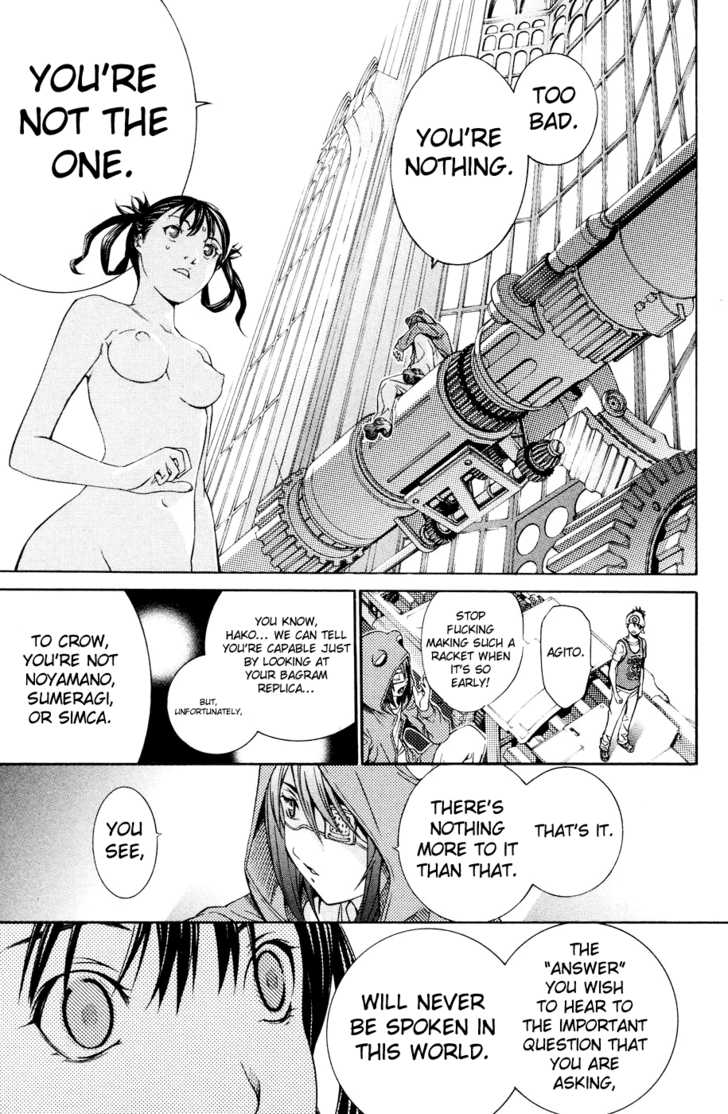 TOO
BAD.
YOU'RE
NOTHING.
YOU'RE
NOT THE
ONE.
AGITO.
STOP
FUCKING
MAKING SUCH A
RACKET WHEN
IT'S SO
EARLY!
YOU KNOW,
HAKO... WE CAN TELL
YOU'RE CAPABLE JUST
BY LOOKING AT
YOUR BAGRAM
REPLICA...
BUT,
UNFORTUNATELY,
TO CROW,
YOU'RE NOT
NOYAMANO,
SUMERAGI,
OR SIMCA.
THAT'S IT.
THERE'S
NOTHING
MORE TO IT
THAN THAT.
YOU
SEE,
THE
"ANSWER"
YOU WISH
TO HEAR TO
THE IMPORTANT
QUESTION THAT
YOU ARE
ASKING,
WILL NEVER
BE SPOKEN IN
THIS WORLD.